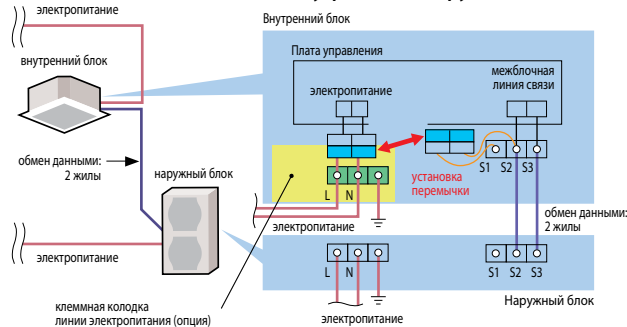 электропитание
Внутренний блок
Плата управления
внутренний блок
электропитание
межблочная
линия связи
обмен данными:
2 жилы
наружный блок
S1 S2 S3
установка
перемычки
L N
электропитание
обмен данными:
2 жилы
электропитание
L N
S1 S2 S3
Наружный блок
клеммная колодка
линии электропитания (опция)
электропитание